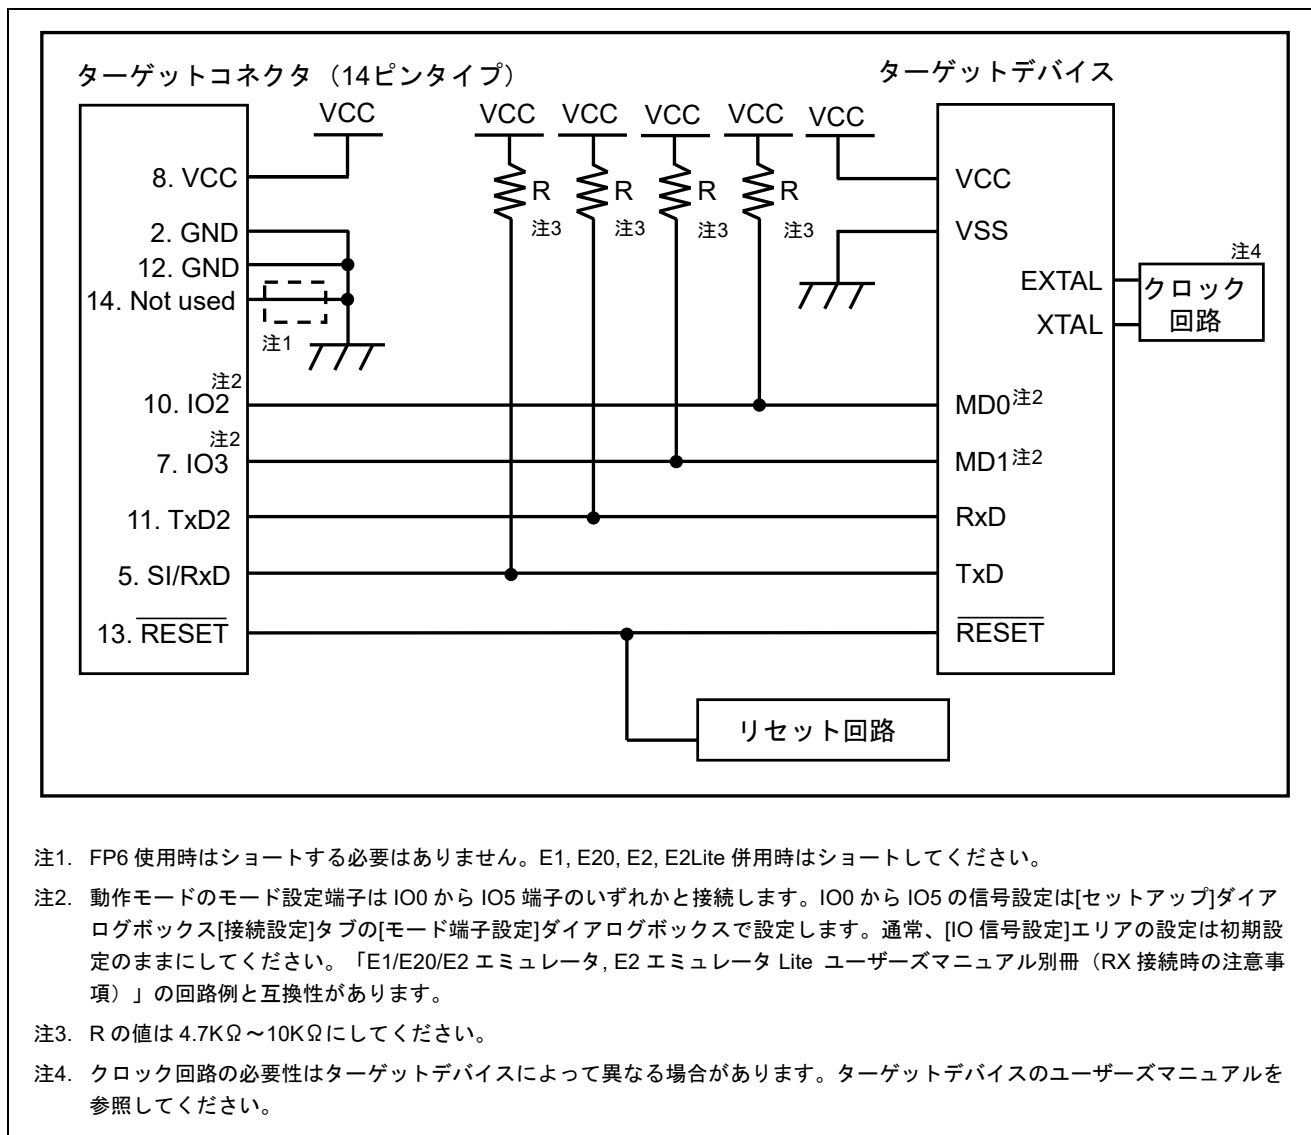 ターゲットコネクタ（14ピンタイプ）
ターゲットデバイス
VCC
VCC
VCC
VCC
VCC
VCC
8. VCC
R
R
R
R
VCC
注3
注3
注3
注3
2. GND
VSS
12. GND
注4
14. Not used
EXTAL
クロック
回路
XTAL
注1
注2
10. IO2
MD0注2
注2
7. IO3
MD1注2
11. TxD2
RxD
5. SI/RxD
TxD
13. RESET
RESET
リセット回路
注1. FP6 使用時はショートする必要はありません。E1, E20, E2, E2Lite 併用時はショートしてください。
注2. 動作モードのモード設定端子は IO0 から IO5 端子のいずれかと接続します。IO0 から IO5 の信号設定は[セットアップ]ダイア
ログボックス[接続設定]タブの[モード端子設定]ダイアログボックスで設定します。通常、[IO 信号設定]エリアの設定は初期設
定のままにしてください。「E1/E20/E2 エミュレータ, E2 エミュレータ Lite ユーザーズマニュアル別冊（RX 接続時の注意事
項）」の回路例と互換性があります。
注3. R の値は 4.7KΩ～10KΩにしてください。
注4. クロック回路の必要性はターゲットデバイスによって異なる場合があります。ターゲットデバイスのユーザーズマニュアルを
参照してください。